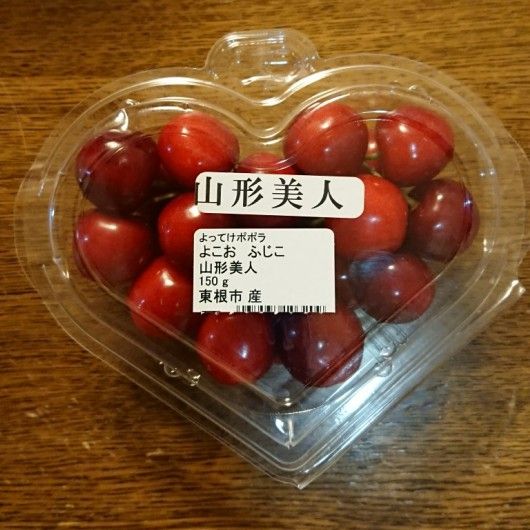 山形美人
よってけポポラ
よこお ふじこ
山形美人
150g
東根市 産